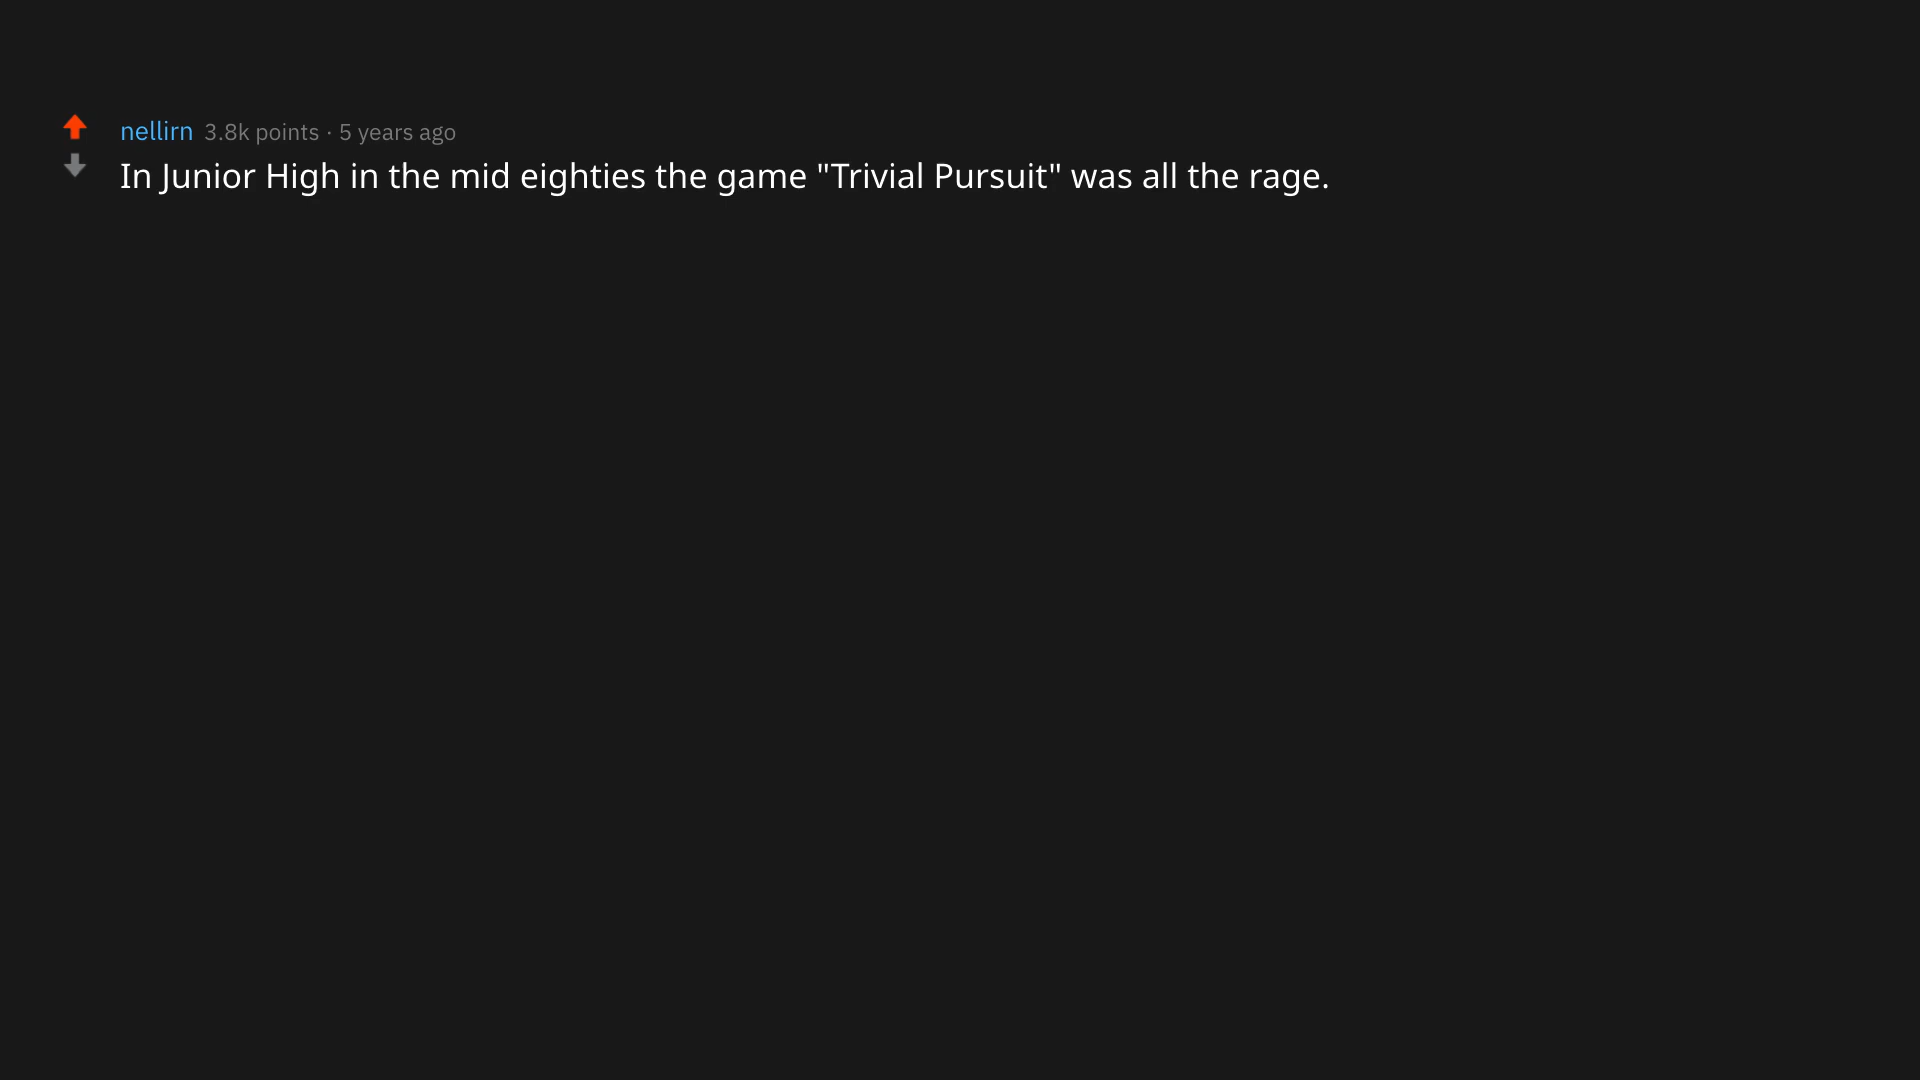 nellirn 3.8k points · 5 years ago
In Junior High in the mid eighties the game "Trivial Pursuit" was all the rage.